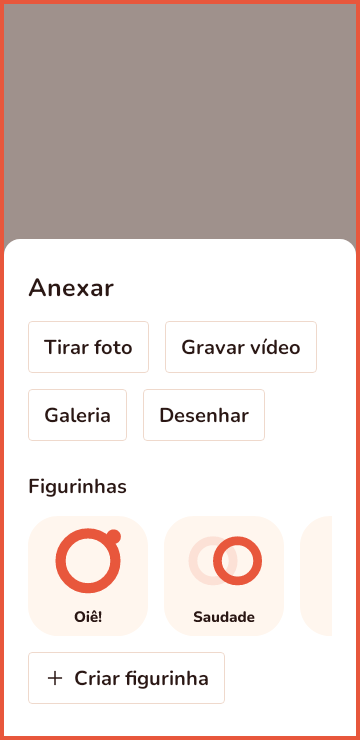 Anexar
Tirar foto
Gravar vídeo
Galeria
Desenhar
Figurinhas
Oiê!
Saudade
Criar figurinha